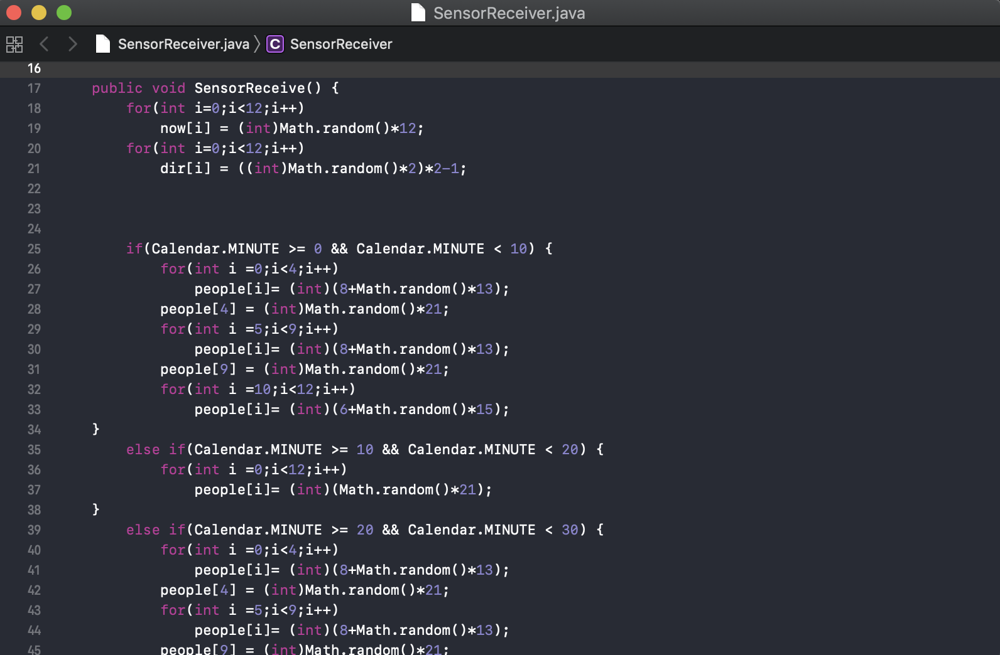 SensorReceiver.java
SensorReceiver.java 〉 C SensorReceiver
16
17 public void SensorReceive() {
18 for(int i=0;i<12;i++)
19 now[i] = (int)Math.random()*12;
20 for(int i=0;i<12;i++)
21 dir[i] = ((int)Math.random()*2)*2-1;
22
23
24
25 if(Calendar.MINUTE >= 0 && Calendar.MINUTE < 10) {
26 for(int i =0;i<4;i++)
27 people[i]= (int)(8+Math.random()*13);
28 people[4] = (int)Math.random()*21;
29 for(int i =5;i<9;i++)
30 people[i]= (int)(8+Math.random()*13);
31 people[9] = (int)Math.random()*21;
32 for(int i =10;i<12;i++)
33 people[i]= (int)(6+Math.random()*15);
34 }
35 else if(Calendar.MINUTE >= 10 && Calendar.MINUTE < 20) {
36 for(int i =0;i<12;i++)
37 people[i]= (int)(Math.random()*21);
38 }
39 else if(Calendar.MINUTE >= 20 && Calendar.MINUTE < 30) {
40 for(int i =0;i<4;i++)
41 people[i]= (int)(8+Math.random()*13);
42 people[4] = (int)Math.random()*21;
43 for(int i =5;i<9;i++)
44 people[i]= (int)(8+Math.random()*13);
45 people[9] = (int)Math.random()*21;